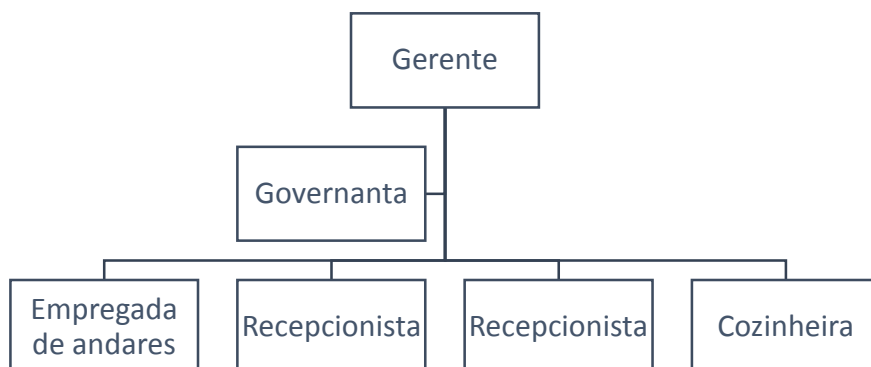 Gerente
Governanta
Empregada
de andares
Recepcionista
Recepcionista
Cozinheira